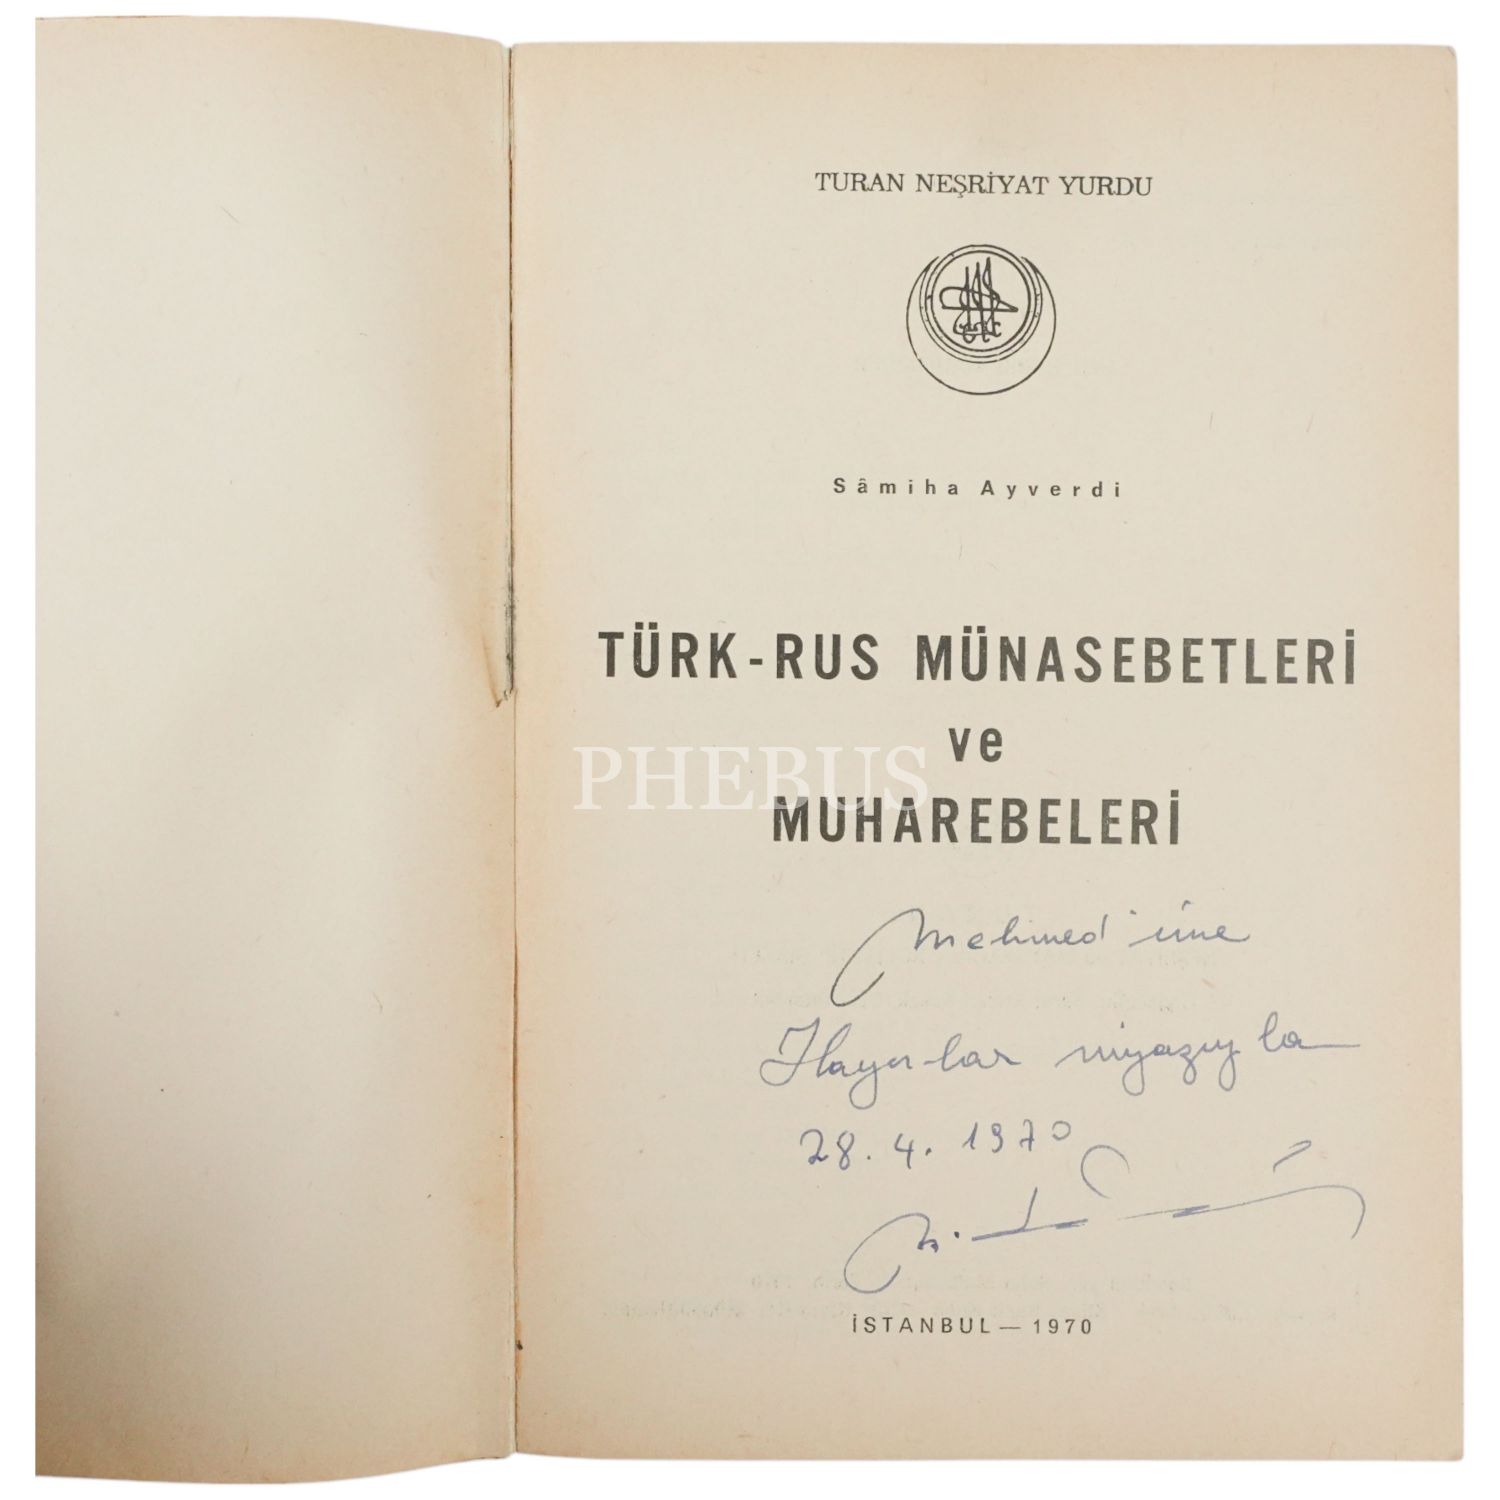 TURAN NEŞRİYAT YURDU
Sâmiha Ayverdi
TÜRK-RUS MÜNASEBETLERİ
ve
PHEBUS
MUHAREBELERİ
Mehmed'ime
Hayırlar niyazıyla
28.4.1970
İSTANBUL — 1970